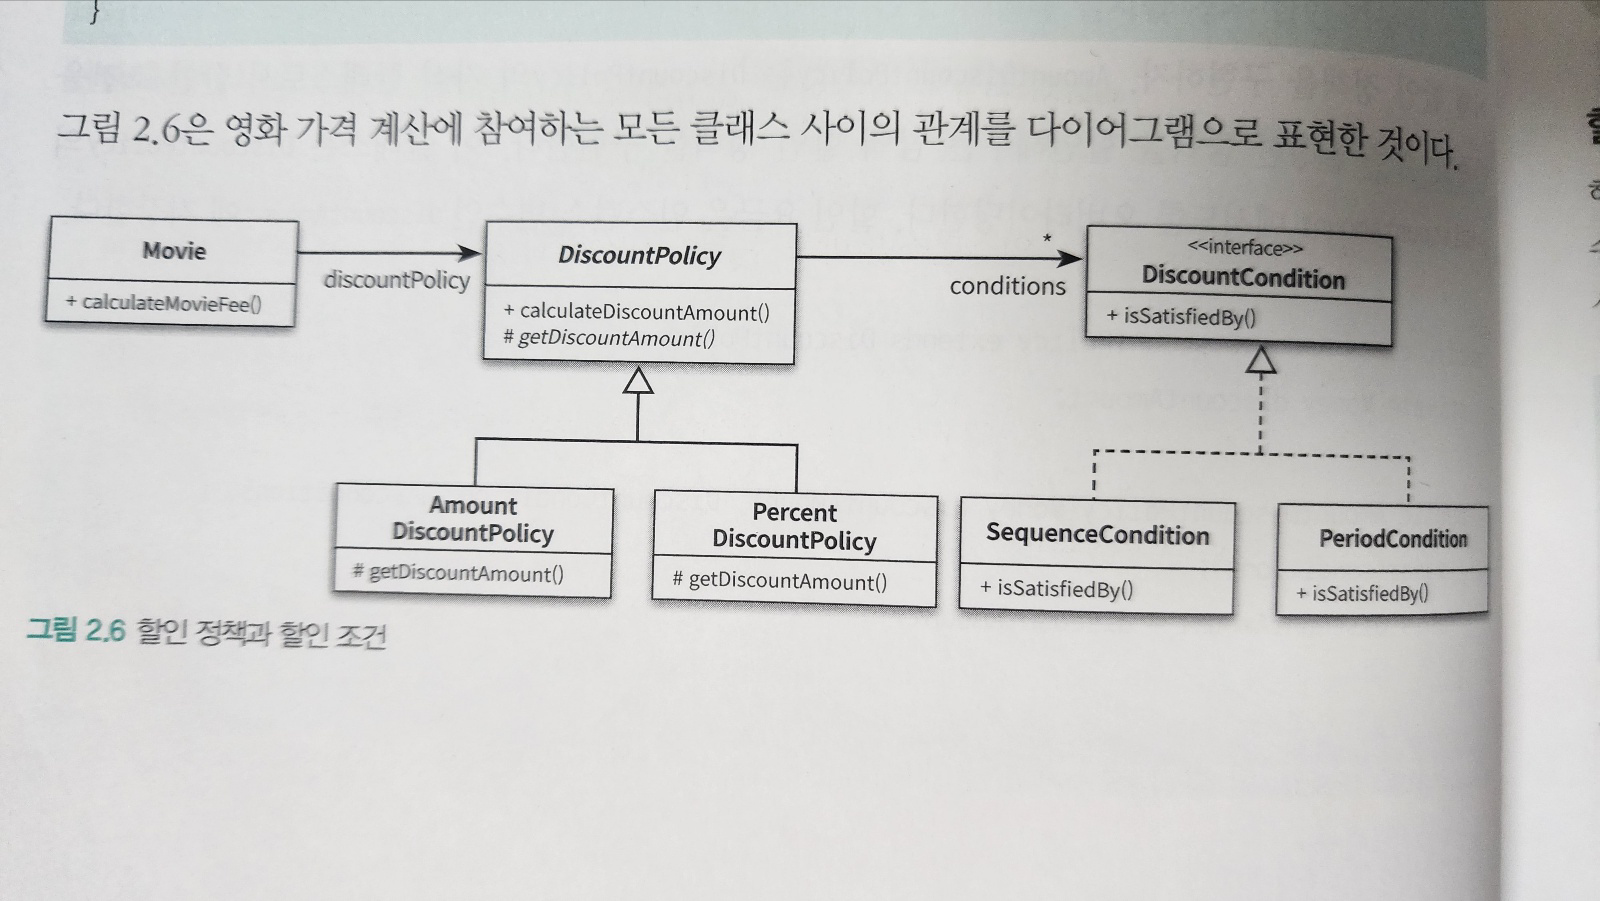 }
그림 2.6은 영화 가격 계산에 참여하는 모든 클래스 사이의 관계를 다이어그램으로 표현한 것이다.
Movie
+ calculateMovieFee()
discountPolicy
DiscountPolicy
+ calculateDiscountAmount()
# getDiscountAmount()
*
conditions
<<interface>>
DiscountCondition
+ isSatisfiedBy()
Amount
DiscountPolicy
# getDiscountAmount()
Percent
DiscountPolicy
# getDiscountAmount()
SequenceCondition
+ isSatisfiedBy()
PeriodCondition
+ isSatisfiedBy()
그림 2.6 할인 정책과 할인 조건